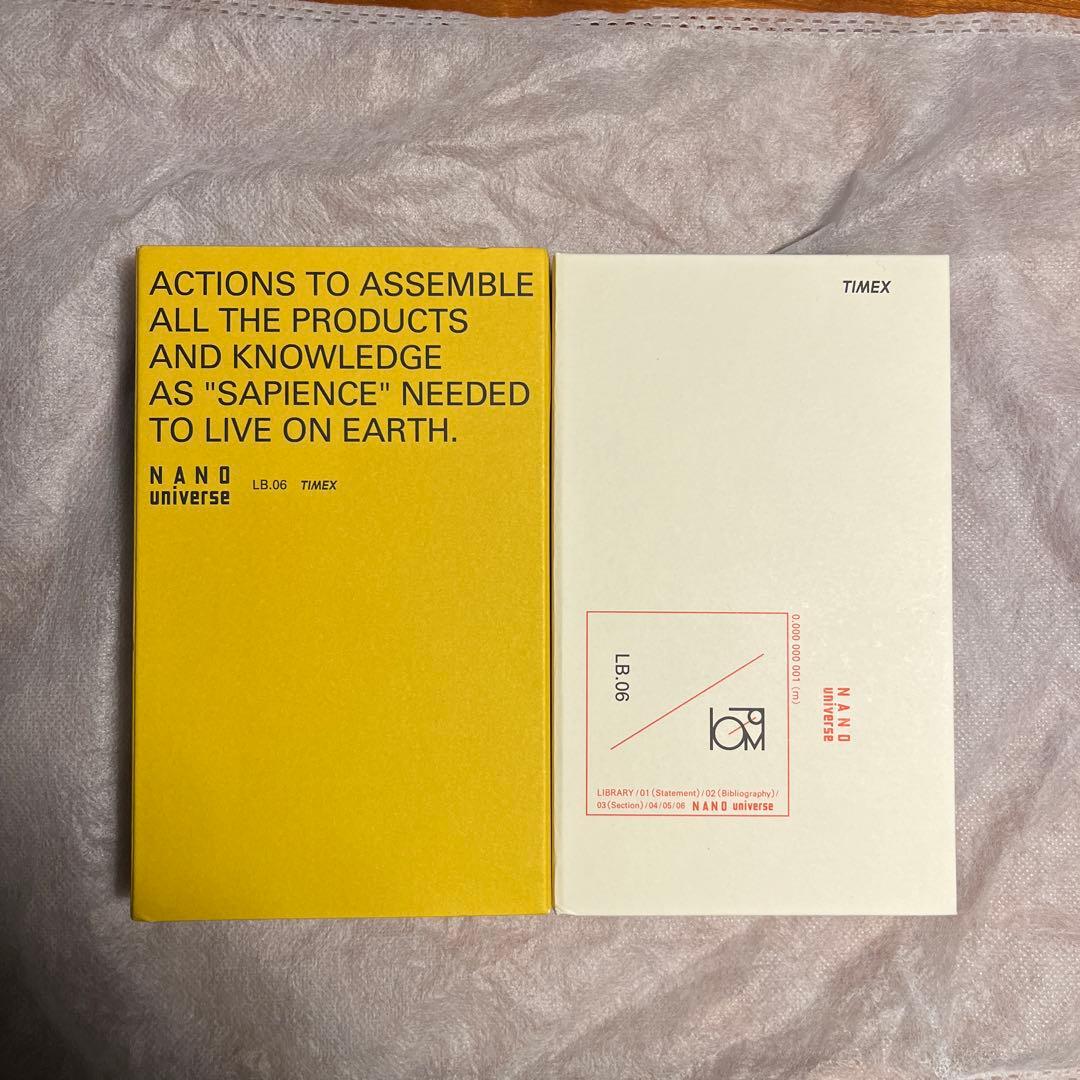 ACTIONS TO ASSEMBLE
ALL THE PRODUCTS
AND KNOWLEDGE
AS "SAPIENCE" NEEDED
TO LIVE ON EARTH.
NANO
universe
LB.06 TIMEX
TIMEX
LB.06
0.000 000 001 (m)
NANO
universe
LIBRARY / 01 (Statement) / 02 (Bibliography) /
03 (Section) / 04 / 05 / 06 NANO universe